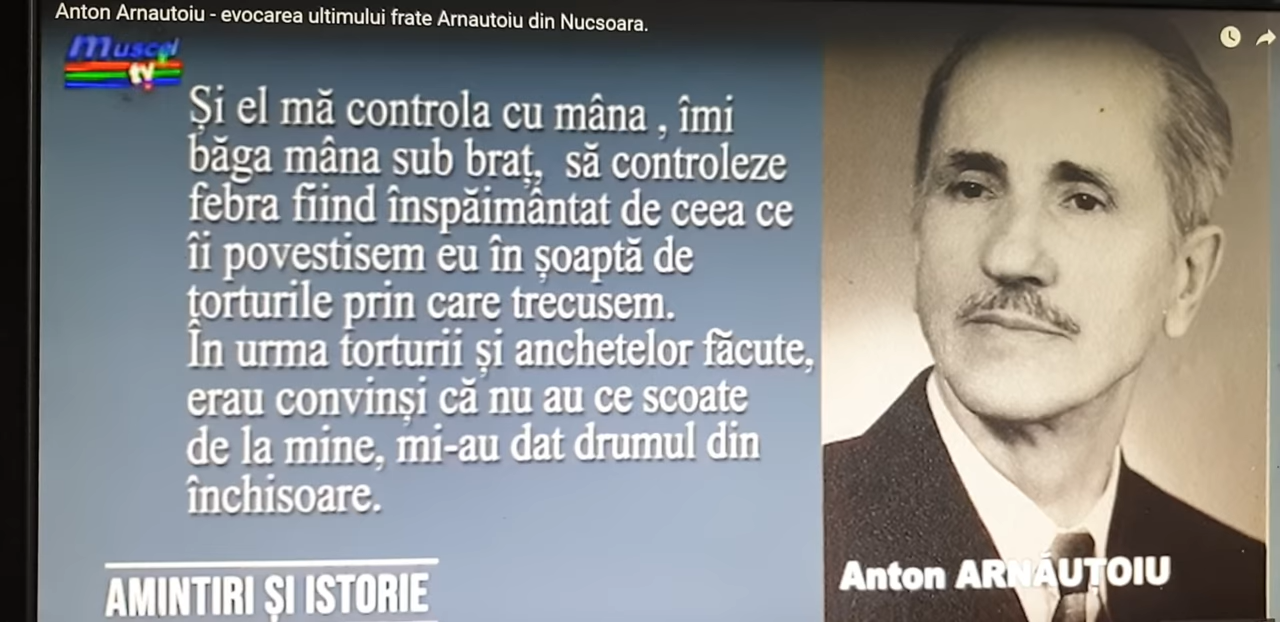 Anton Arnautoiu - evocarea ultimului frate Arnautoiu din Nucsoara.
Muscel
tv
Și el mă controla cu mâna , îmi
băga mâna sub braț, să controleze
febra fiind înspăimântat de ceea ce
îi povestisem eu în șoaptă de
torturile prin care trecusem.
În urma torturii și anchetelor făcute,
erau convinși că nu au ce scoate
de la mine, mi-au dat drumul din
închisoare.
AMINTIRI ȘI ISTORIE
Anton ARNĂUȚOIU